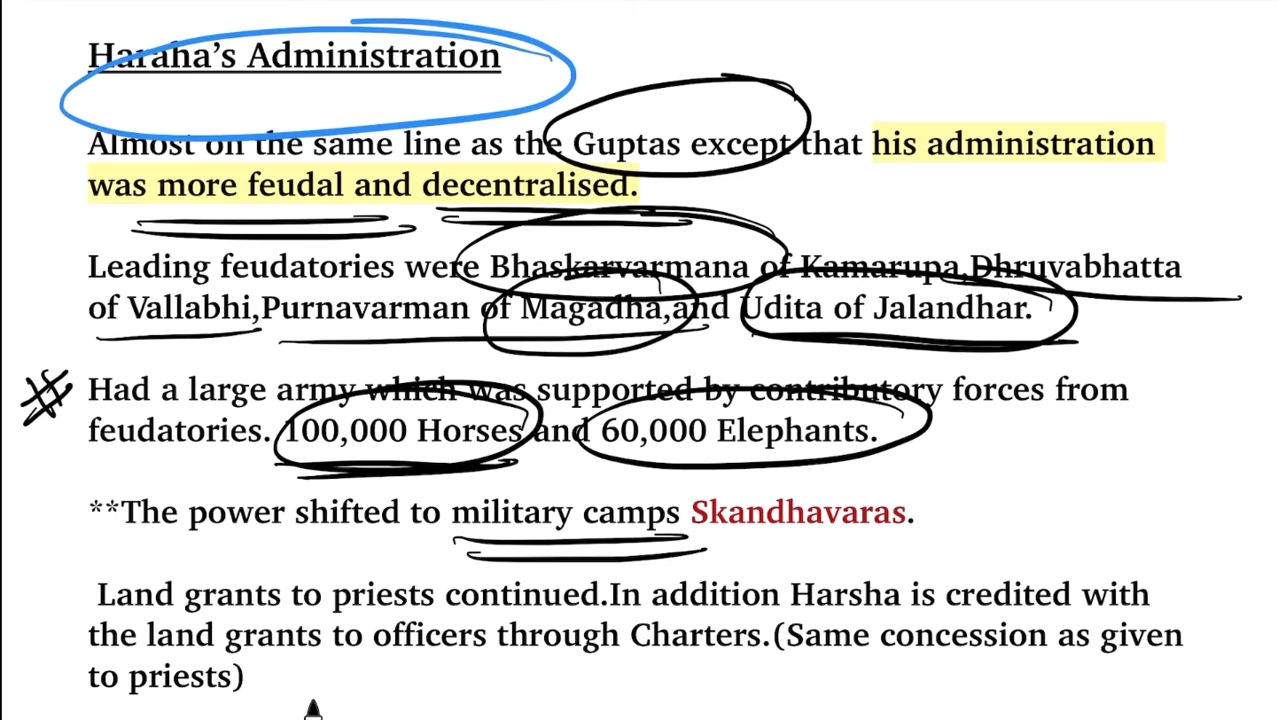 Haraha’s Administration
Almost on the same line as the Guptas except that his administration
was more feudal and decentralised.
Leading feudatories were Bhaskarvarmana of Kamarupa,Dhruvabhatta
of Vallabhi,Purnavarman of Magadha,and Udita of Jalandhar.
Had a large army which was supported by contributory forces from
feudatories. 100,000 Horses and 60,000 Elephants.
**The power shifted to military camps Skandhavaras.
Land grants to priests continued.In addition Harsha is credited with
the land grants to officers through Charters.(Same concession as given
to priests)